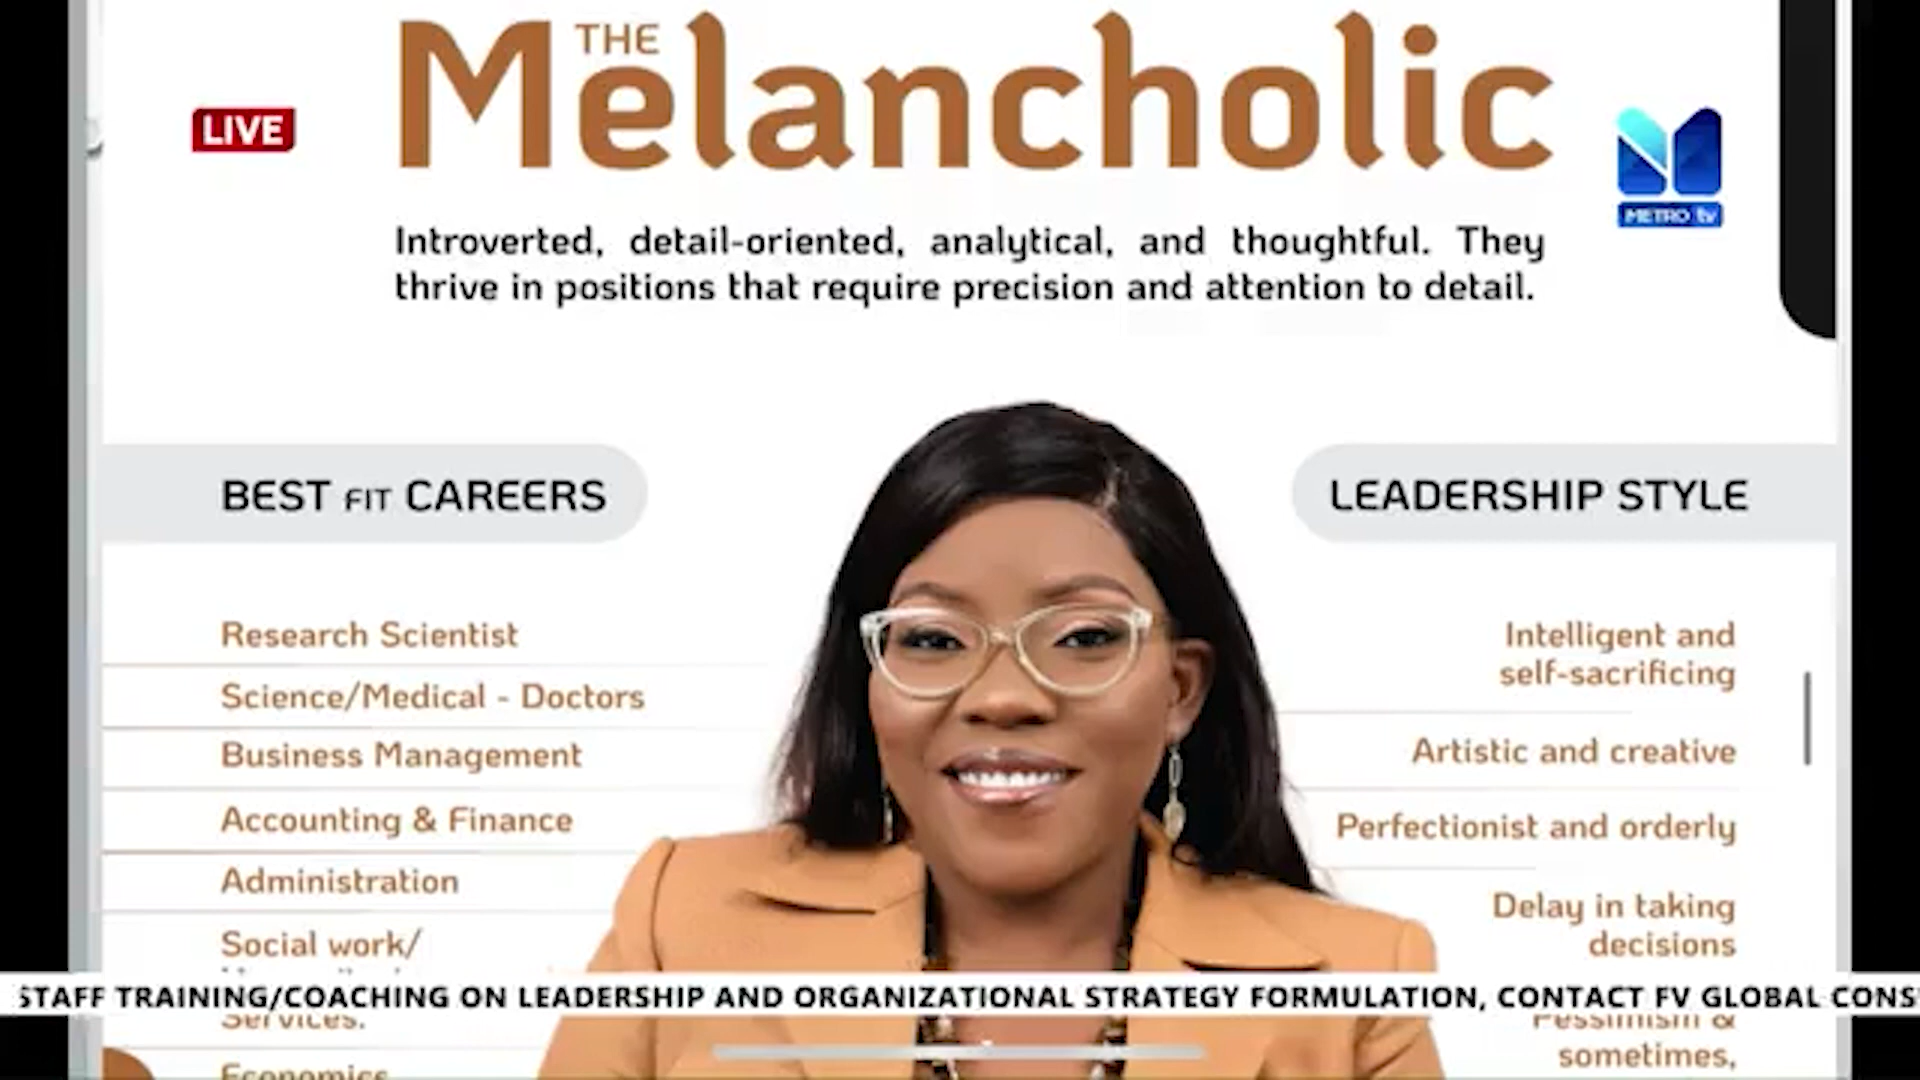 THE
Melancholic
LIVE
METRO tv
Introverted, detail-oriented, analytical, and thoughtful. They
thrive in positions that require precision and attention to detail.
BEST FIT CAREERS
Research Scientist
Science/Medical - Doctors
Business Management
Accounting & Finance
Administration
Social work/
Services.
Economics
LEADERSHIP STYLE
Intelligent and
self-sacrificing
Artistic and creative
Perfectionist and orderly
Delay in taking
decisions
Pessimism &
sometimes,
STAFF TRAINING/COACHING ON LEADERSHIP AND ORGANIZATIONAL STRATEGY FORMULATION, CONTACT FV GLOBAL CONS